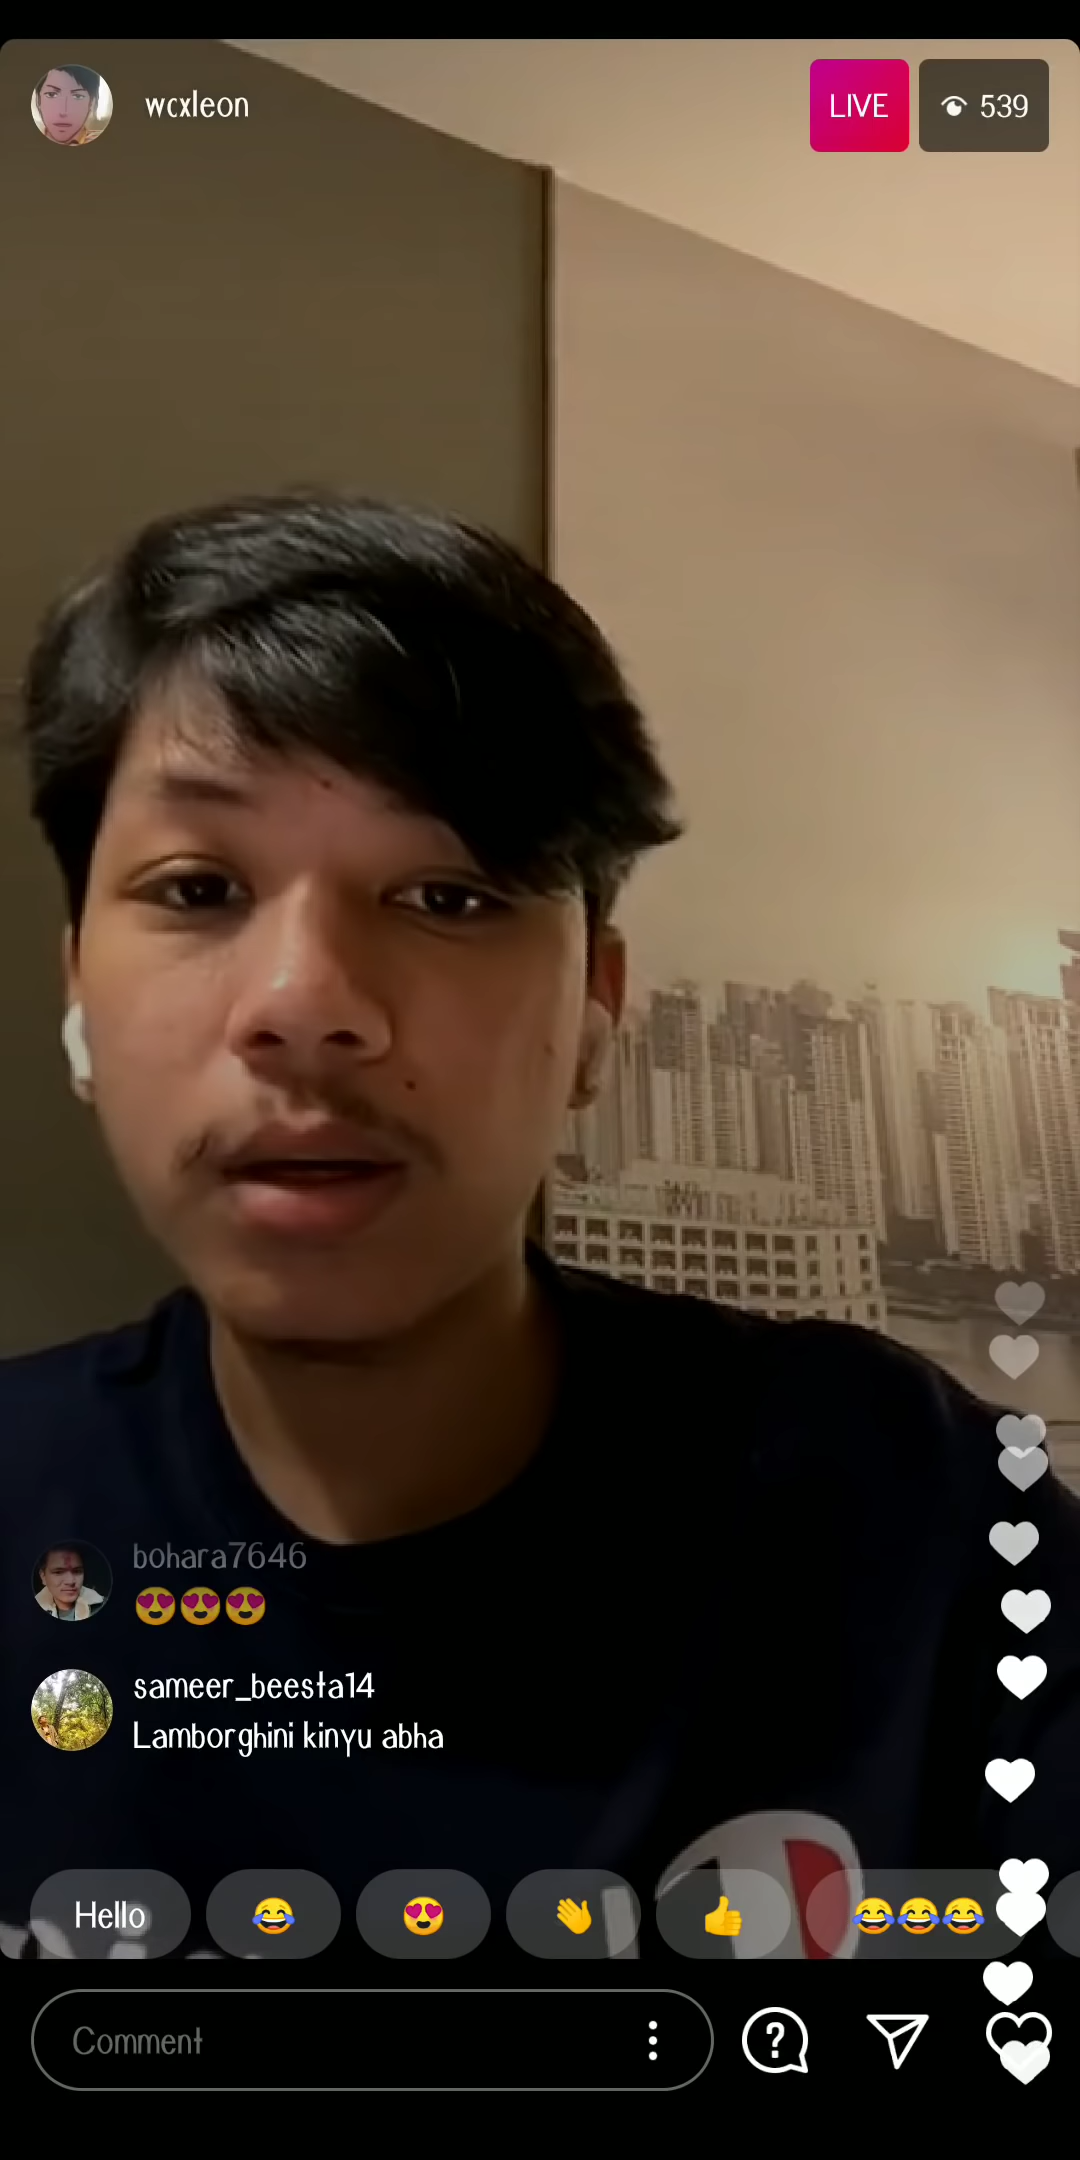 wcxleon
LIVE
539
bohara7646
😍😍😍
sameer_beesta14
Lamborghini kinyu abha
Hello 😂 😍 👋 👍 😂😂😂
Comment